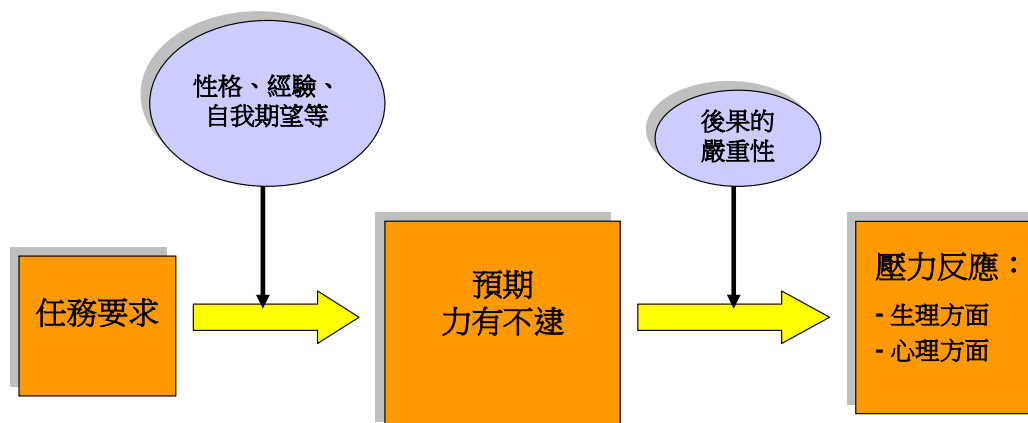 性格、經驗、
自我期望等
後果的
嚴重性
任務要求
預期
力有不逮
壓力反應：
- 生理方面
- 心理方面